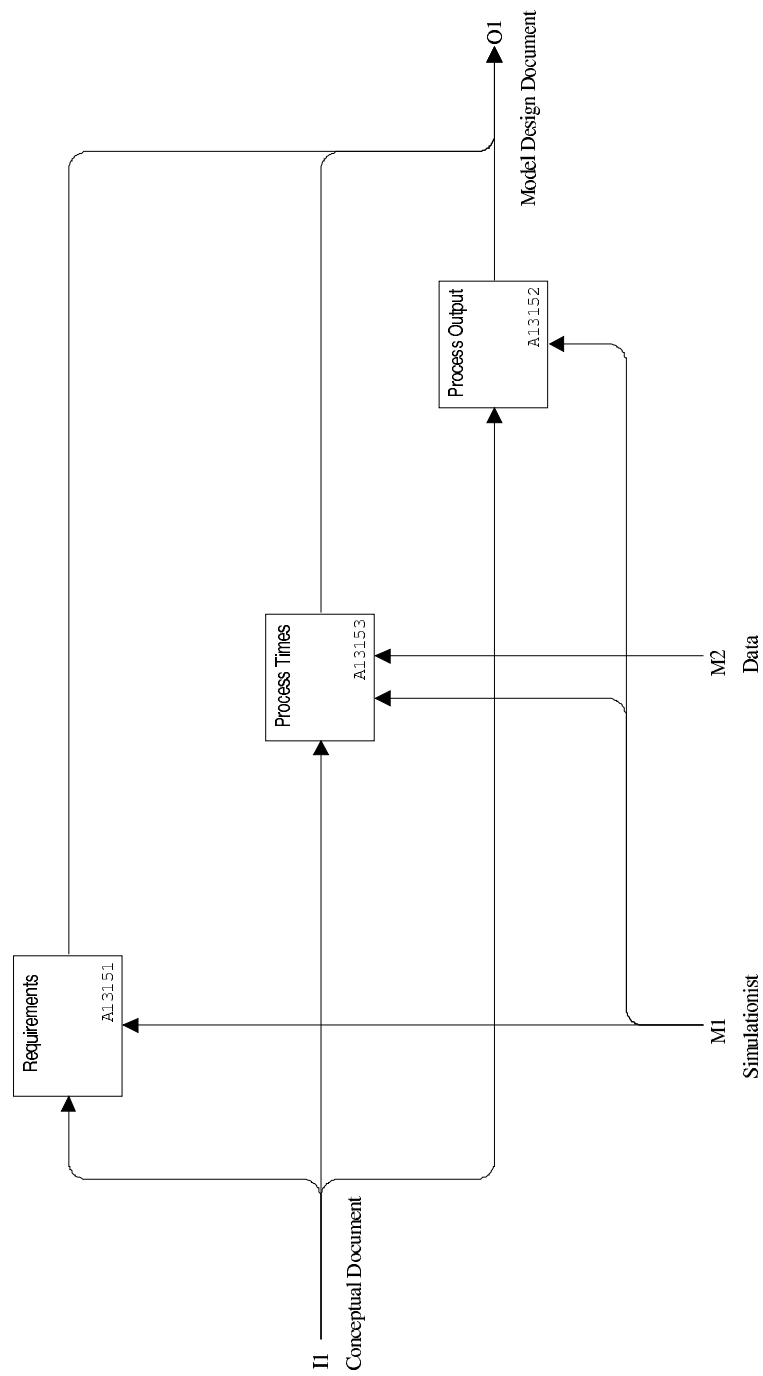 Requirements
A13151
Process Times
A13153
Process Output
A13152
I1
Conceptual Document
M1
Simulationist
M2
Data
O1
Model Design Document